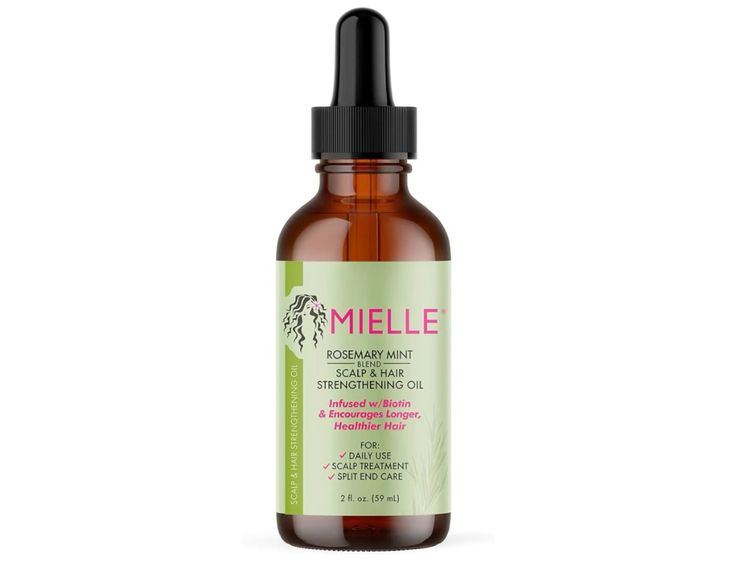 MIELLE®
ROSEMARY MINT
BLEND
SCALP & HAIR
STRENGTHENING OIL
Infused w/Biotin
& Encourages Longer,
Healthier Hair
FOR:
✓ DAILY USE
✓ SCALP TREATMENT
✓ SPLIT END CARE
2 fl. oz. (59 mL)
SCALP & HAIR STRENGTHENING OIL